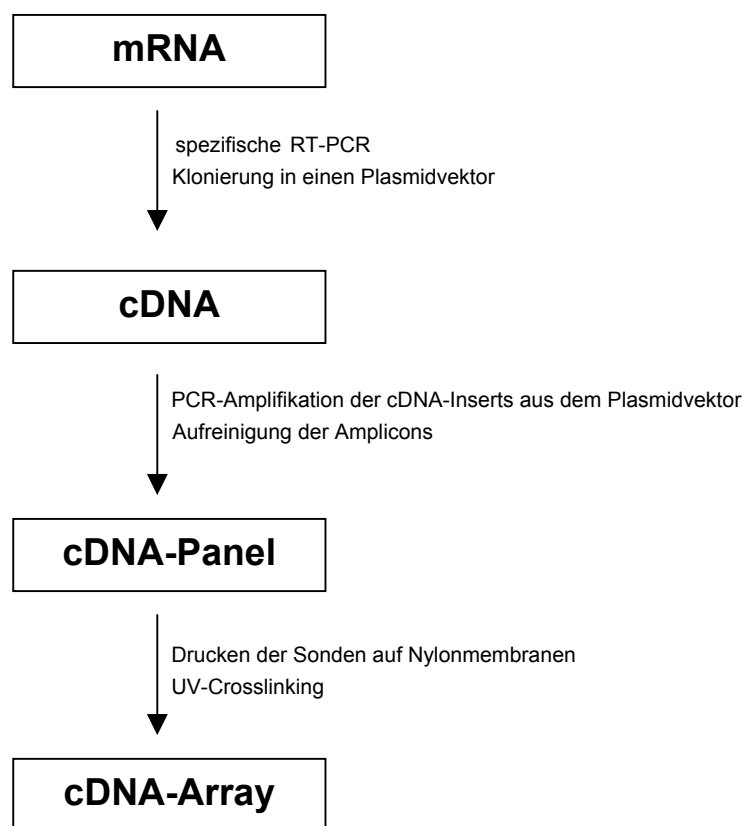 mRNA
spezifische RT-PCR
Klonierung in einen Plasmidvektor
cDNA
PCR-Amplifikation der cDNA-Inserts aus dem Plasmidvektor
Aufreinigung der Amplicons
cDNA-Panel
Drucken der Sonden auf Nylonmembranen
UV-Crosslinking
cDNA-Array